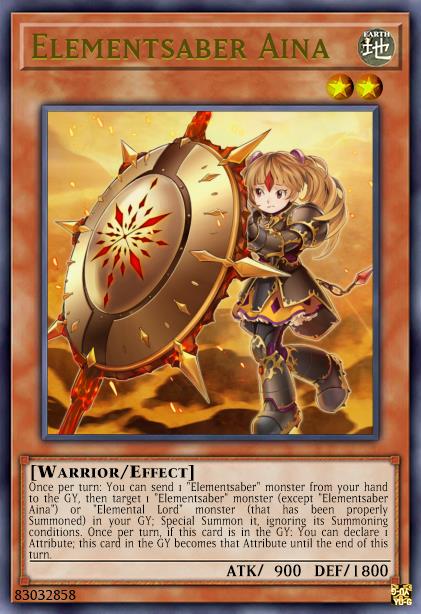 Elementsaber Aina
EARTH
地
[Warrior/Effect]
Once per turn: You can send 1 "Elementsaber" monster from your hand
to the GY, then target 1 "Elementsaber" monster (except "Elementsaber
Aina") or "Elemental Lord" monster (that has been properly
Summoned) in your GY; Special Summon it, ignoring its Summoning
conditions. Once per turn, if this card is in the GY: You can declare 1
Attribute; this card in the GY becomes that Attribute until the end of this
turn.
ATK/ 900 DEF/1800
83032858